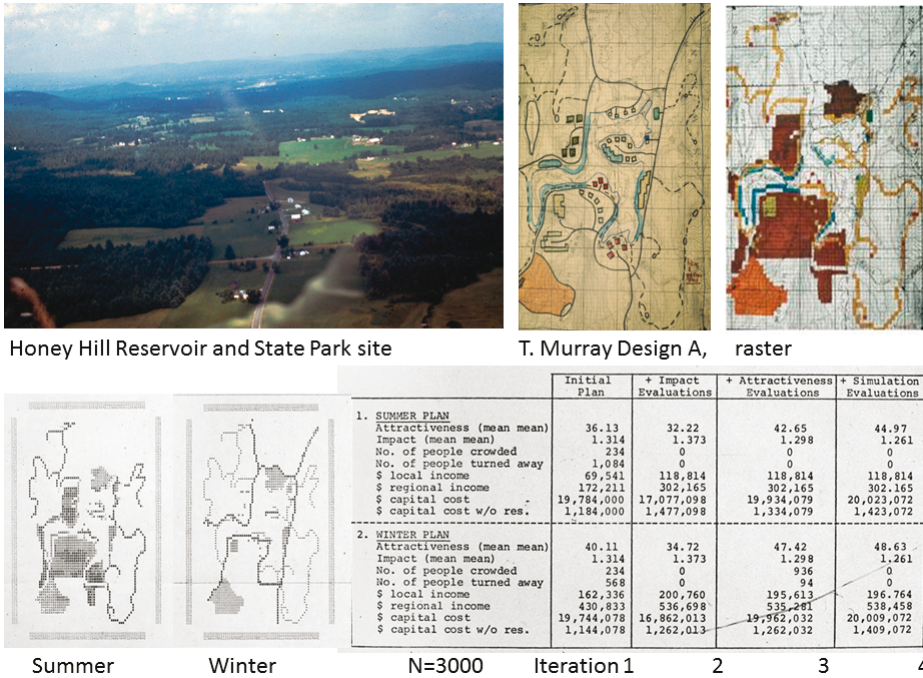 Honey Hill Reservoir and State Park site
T. Murray Design A, raster
Initial Plan + Impact Evaluations + Attractiveness Evaluations + Simulation Evaluations
1. SUMMER PLAN
Attractiveness (mean mean) 36.13 32.22 42.65 44.97
Impact (mean mean) 1.314 1.373 1.298 1.261
No. of people crowded 234 0 0 0
No. of people turned away 1,084 0 0 0
$ local income 69,541 118,814 118,814 118,814
$ regional income 172,211 302,165 302,165 302.165
$ capital cost 19,784,000 17,077,098 19,934,079 20,023,072
$ capital cost w/o res. 1,184,000 1,477,098 1,334,079 1,423,072
2. WINTER PLAN
Attractiveness (mean mean) 40.11 34.72 47.42 48.63
Impact (mean mean) 1.314 1.373 1.298 1.261
No. of people crowded 234 0 936 0
No. of people turned away 568 0 94 0
$ local income 162,336 200,760 195,613 196.764
$ regional income 430,833 536,698 535,281 538,458
$ capital cost 19,744,078 16,862,013 19,962,032 20,009,072
$ capital cost w/o res. 1,144,078 1,262,013 1,262,032 1,409,072
Summer Winter N=3000 Iteration 1 2 3 4